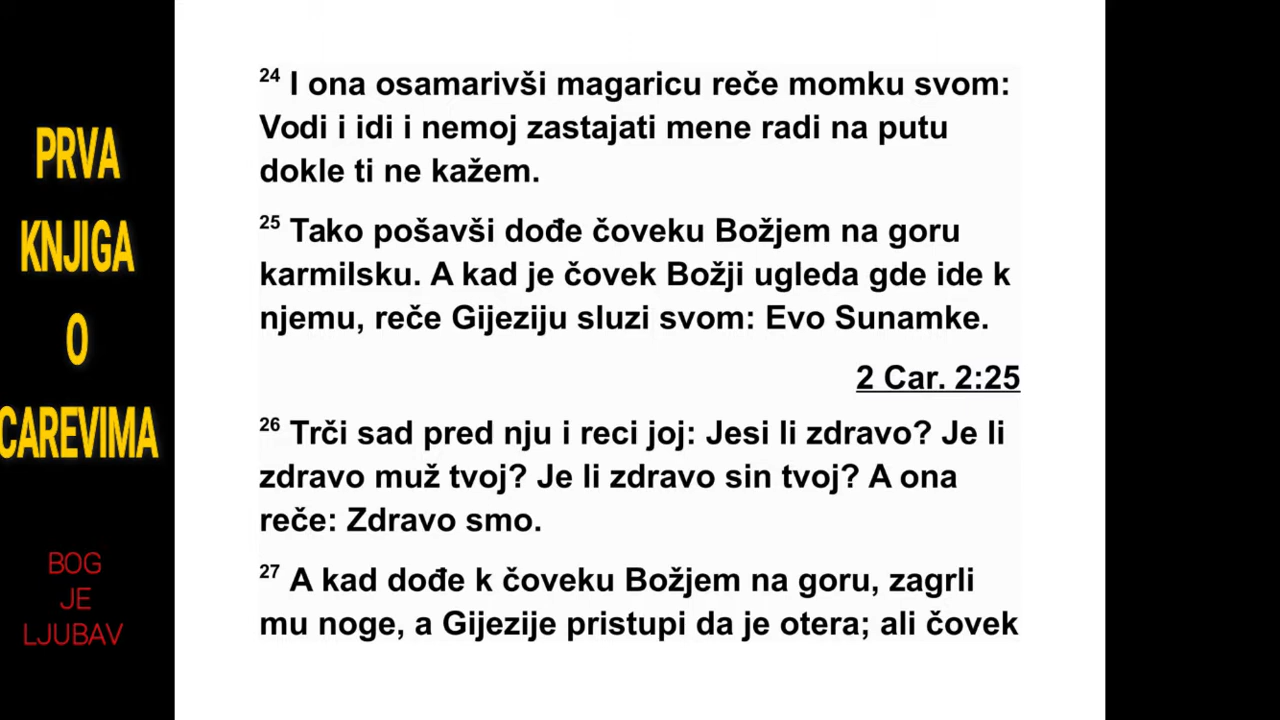 PRVA
KNJIGA
O
CAREVIMA
BOG
JE
LJUBAV
24 I ona osamarivši magaricu reče momku svom:
Vodi i idi i nemoj zastajati mene radi na putu
dokle ti ne kažem.
25 Tako pošavši dođe čoveku Božjem na goru
karmilsku. A kad je čovek Božji ugleda gde ide k
njemu, reče Gijeziju sluzi svom: Evo Sunamke.
2 Car. 2:25
26 Trči sad pred nju i reci joj: Jesi li zdravo? Je li
zdravo muž tvoj? Je li zdravo sin tvoj? A ona
reče: Zdravo smo.
27 A kad dođe k čoveku Božjem na goru, zagrli
mu noge, a Gijezije pristupi da je otera; ali čovek